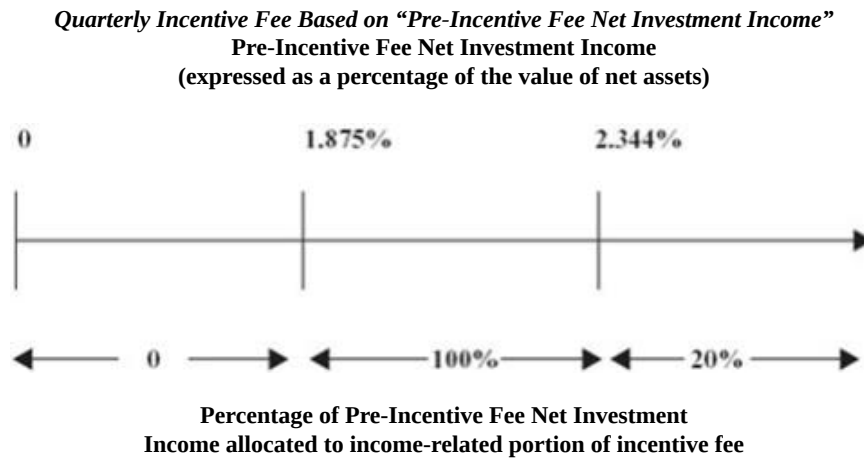 Quarterly Incentive Fee Based on “Pre-Incentive Fee Net Investment Income”
Pre-Incentive Fee Net Investment Income
(expressed as a percentage of the value of net assets)
0 1.875% 2.344%
0 100% 20%
Percentage of Pre-Incentive Fee Net Investment
Income allocated to income-related portion of incentive fee